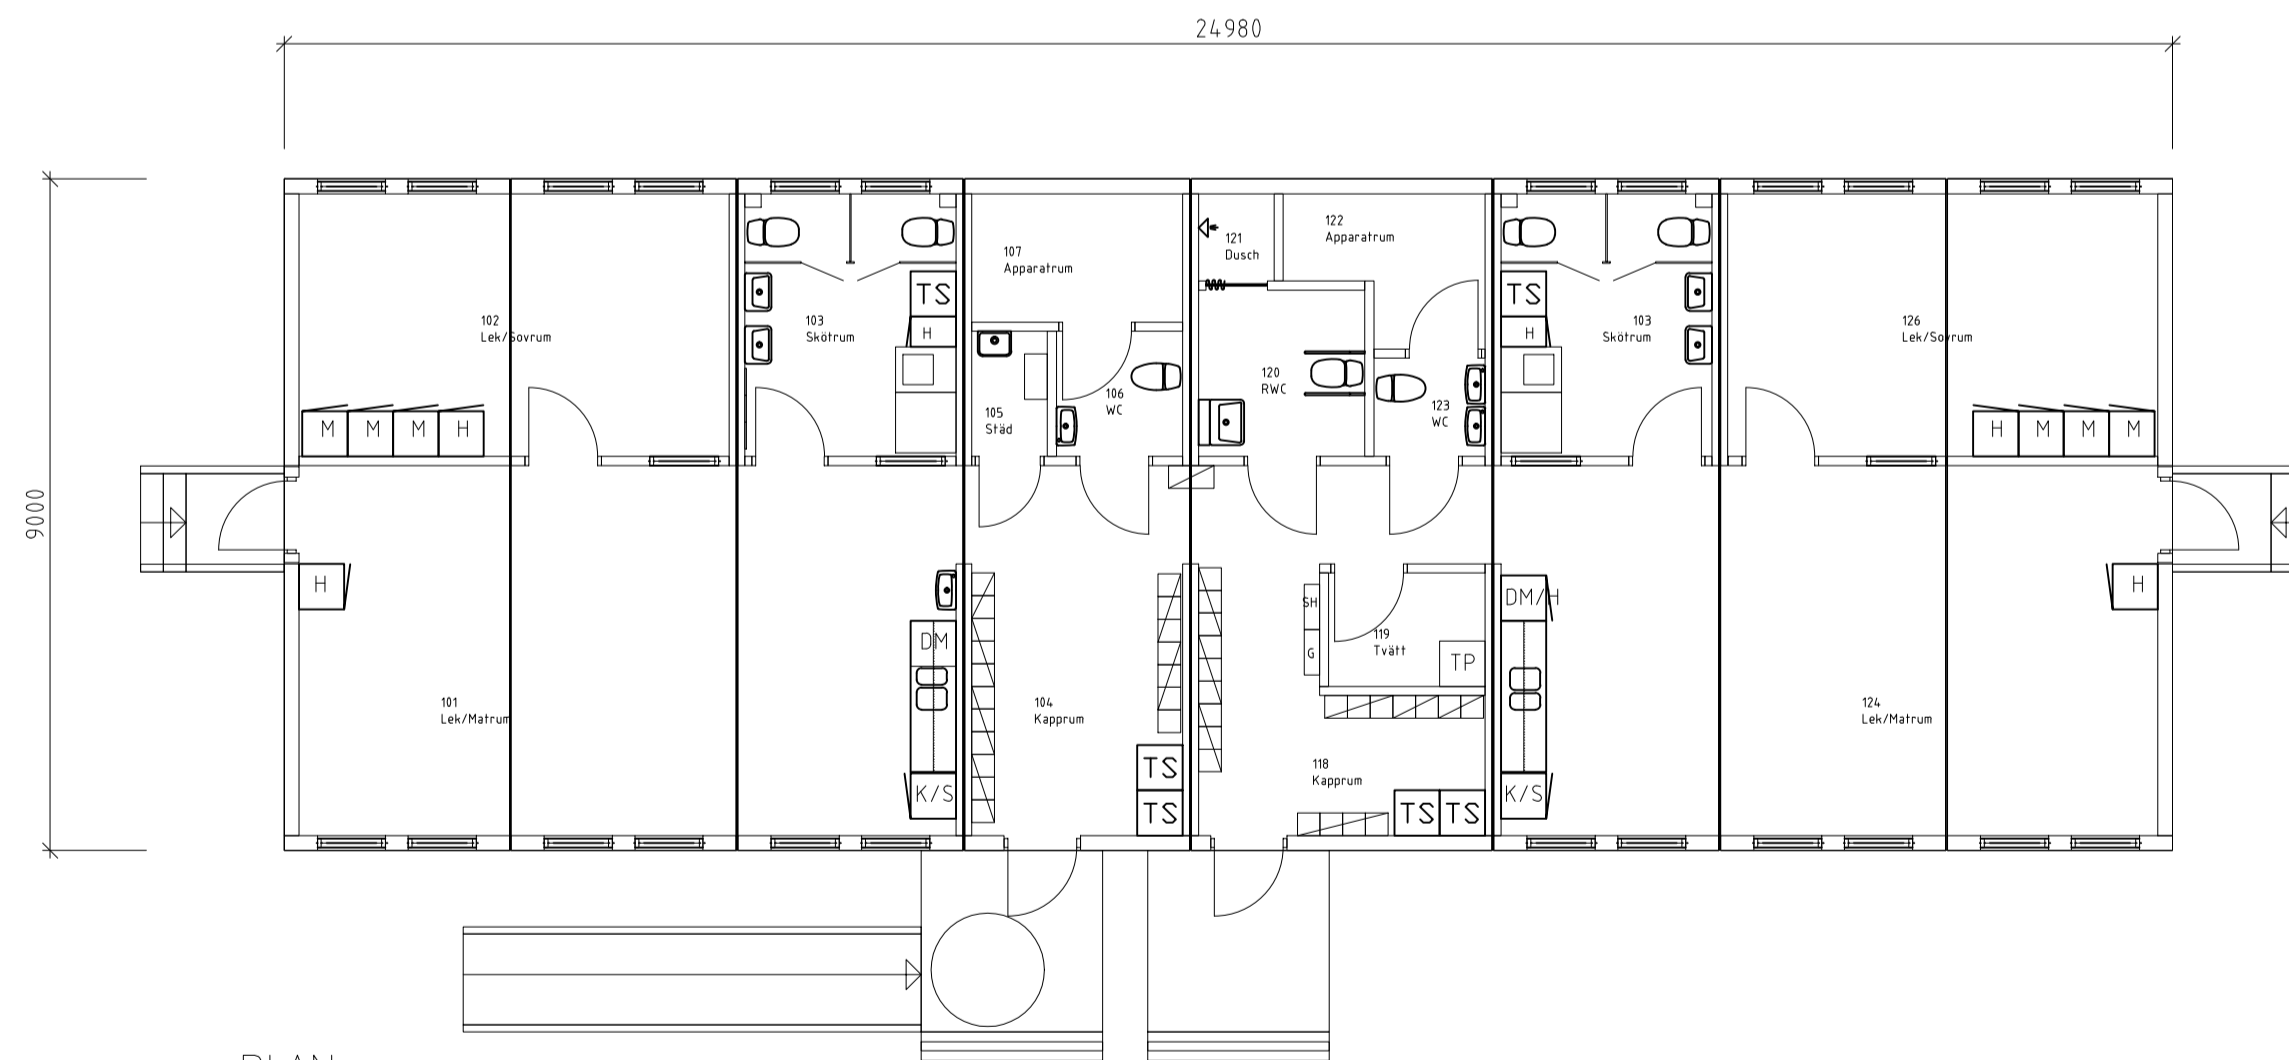 24980
9000
107
Apparatrum
121
Dusch
122
Apparatrum
TS
H
TS
H
102
Lek/Sovrum
103
Skötrum
103
Skötrum
126
Lek/Sovrum
120
RWC
106
WC
105
Städ
123
WC
M M M H
H M M M
H
DM
SH
G
119
Tvätt
TP
DM/H
H
101
Lek/Matrum
104
Kapprum
124
Lek/Matrum
118
Kapprum
TS
TS
K/S
TS TS
K/S
PLAN